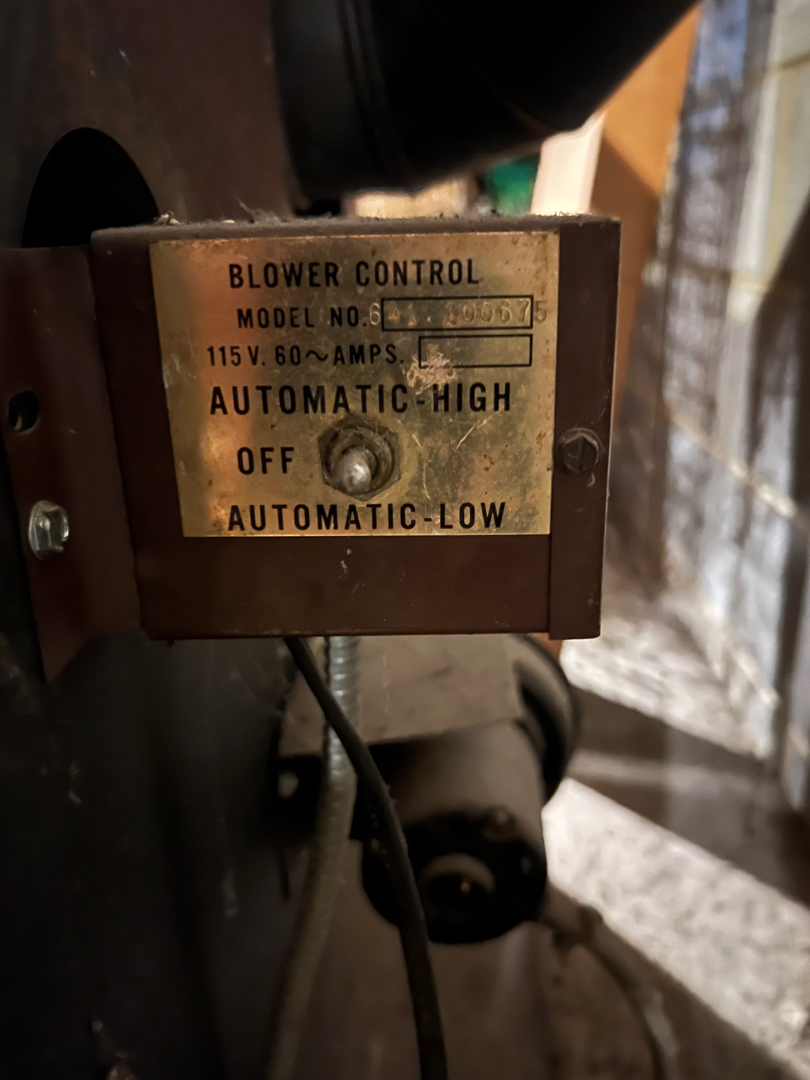 BLOWER CONTROL
MODEL NO.
115 V. 60~AMPS.
AUTOMATIC-HIGH
OFF
AUTOMATIC-LOW